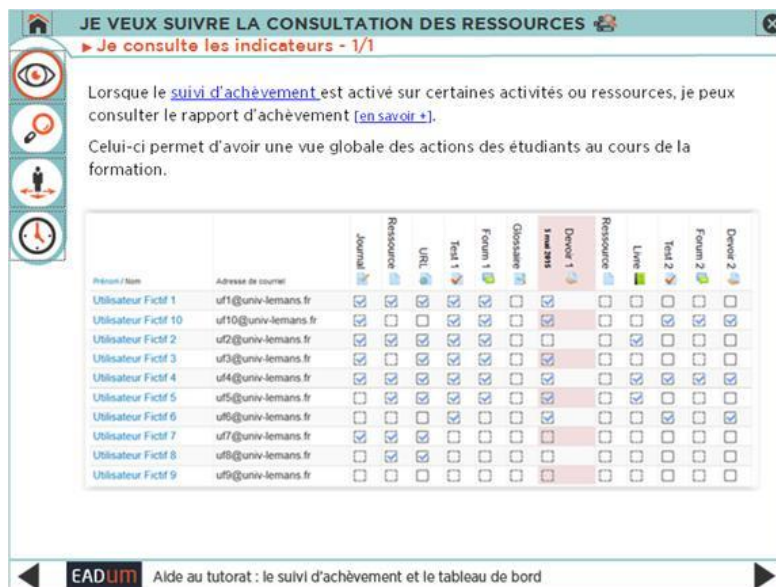 JE VEUX SUIVRE LA CONSULTATION DES RESSOURCES
► Je consulte les indicateurs - 1/1
Lorsque le suivi d'achèvement est activé sur certaines activités ou ressources, je peux
consulter le rapport d'achèvement [en savoir +].
Celui-ci permet d'avoir une vue globale des actions des étudiants au cours de la
formation.
Prénom / Nom Adresse de courriel Journal Ressource URL Test 1 Forum 1 Glossaire 5 mai 2015 Devoir 1 Ressource Livre Test 2 Forum 2 Devoir 2
Utilisateur Fictif 1 uf1@univ-lemans.fr
Utilisateur Fictif 10 uf10@univ-lemans.fr
Utilisateur Fictif 2 uf2@univ-lemans.fr
Utilisateur Fictif 3 uf3@univ-lemans.fr
Utilisateur Fictif 4 uf4@univ-lemans.fr
Utilisateur Fictif 5 uf5@univ-lemans.fr
Utilisateur Fictif 6 uf6@univ-lemans.fr
Utilisateur Fictif 7 uf7@univ-lemans.fr
Utilisateur Fictif 8 uf8@univ-lemans.fr
Utilisateur Fictif 9 uf9@univ-lemans.fr
EADum Aide au tutorat : le suivi d'achèvement et le tableau de bord